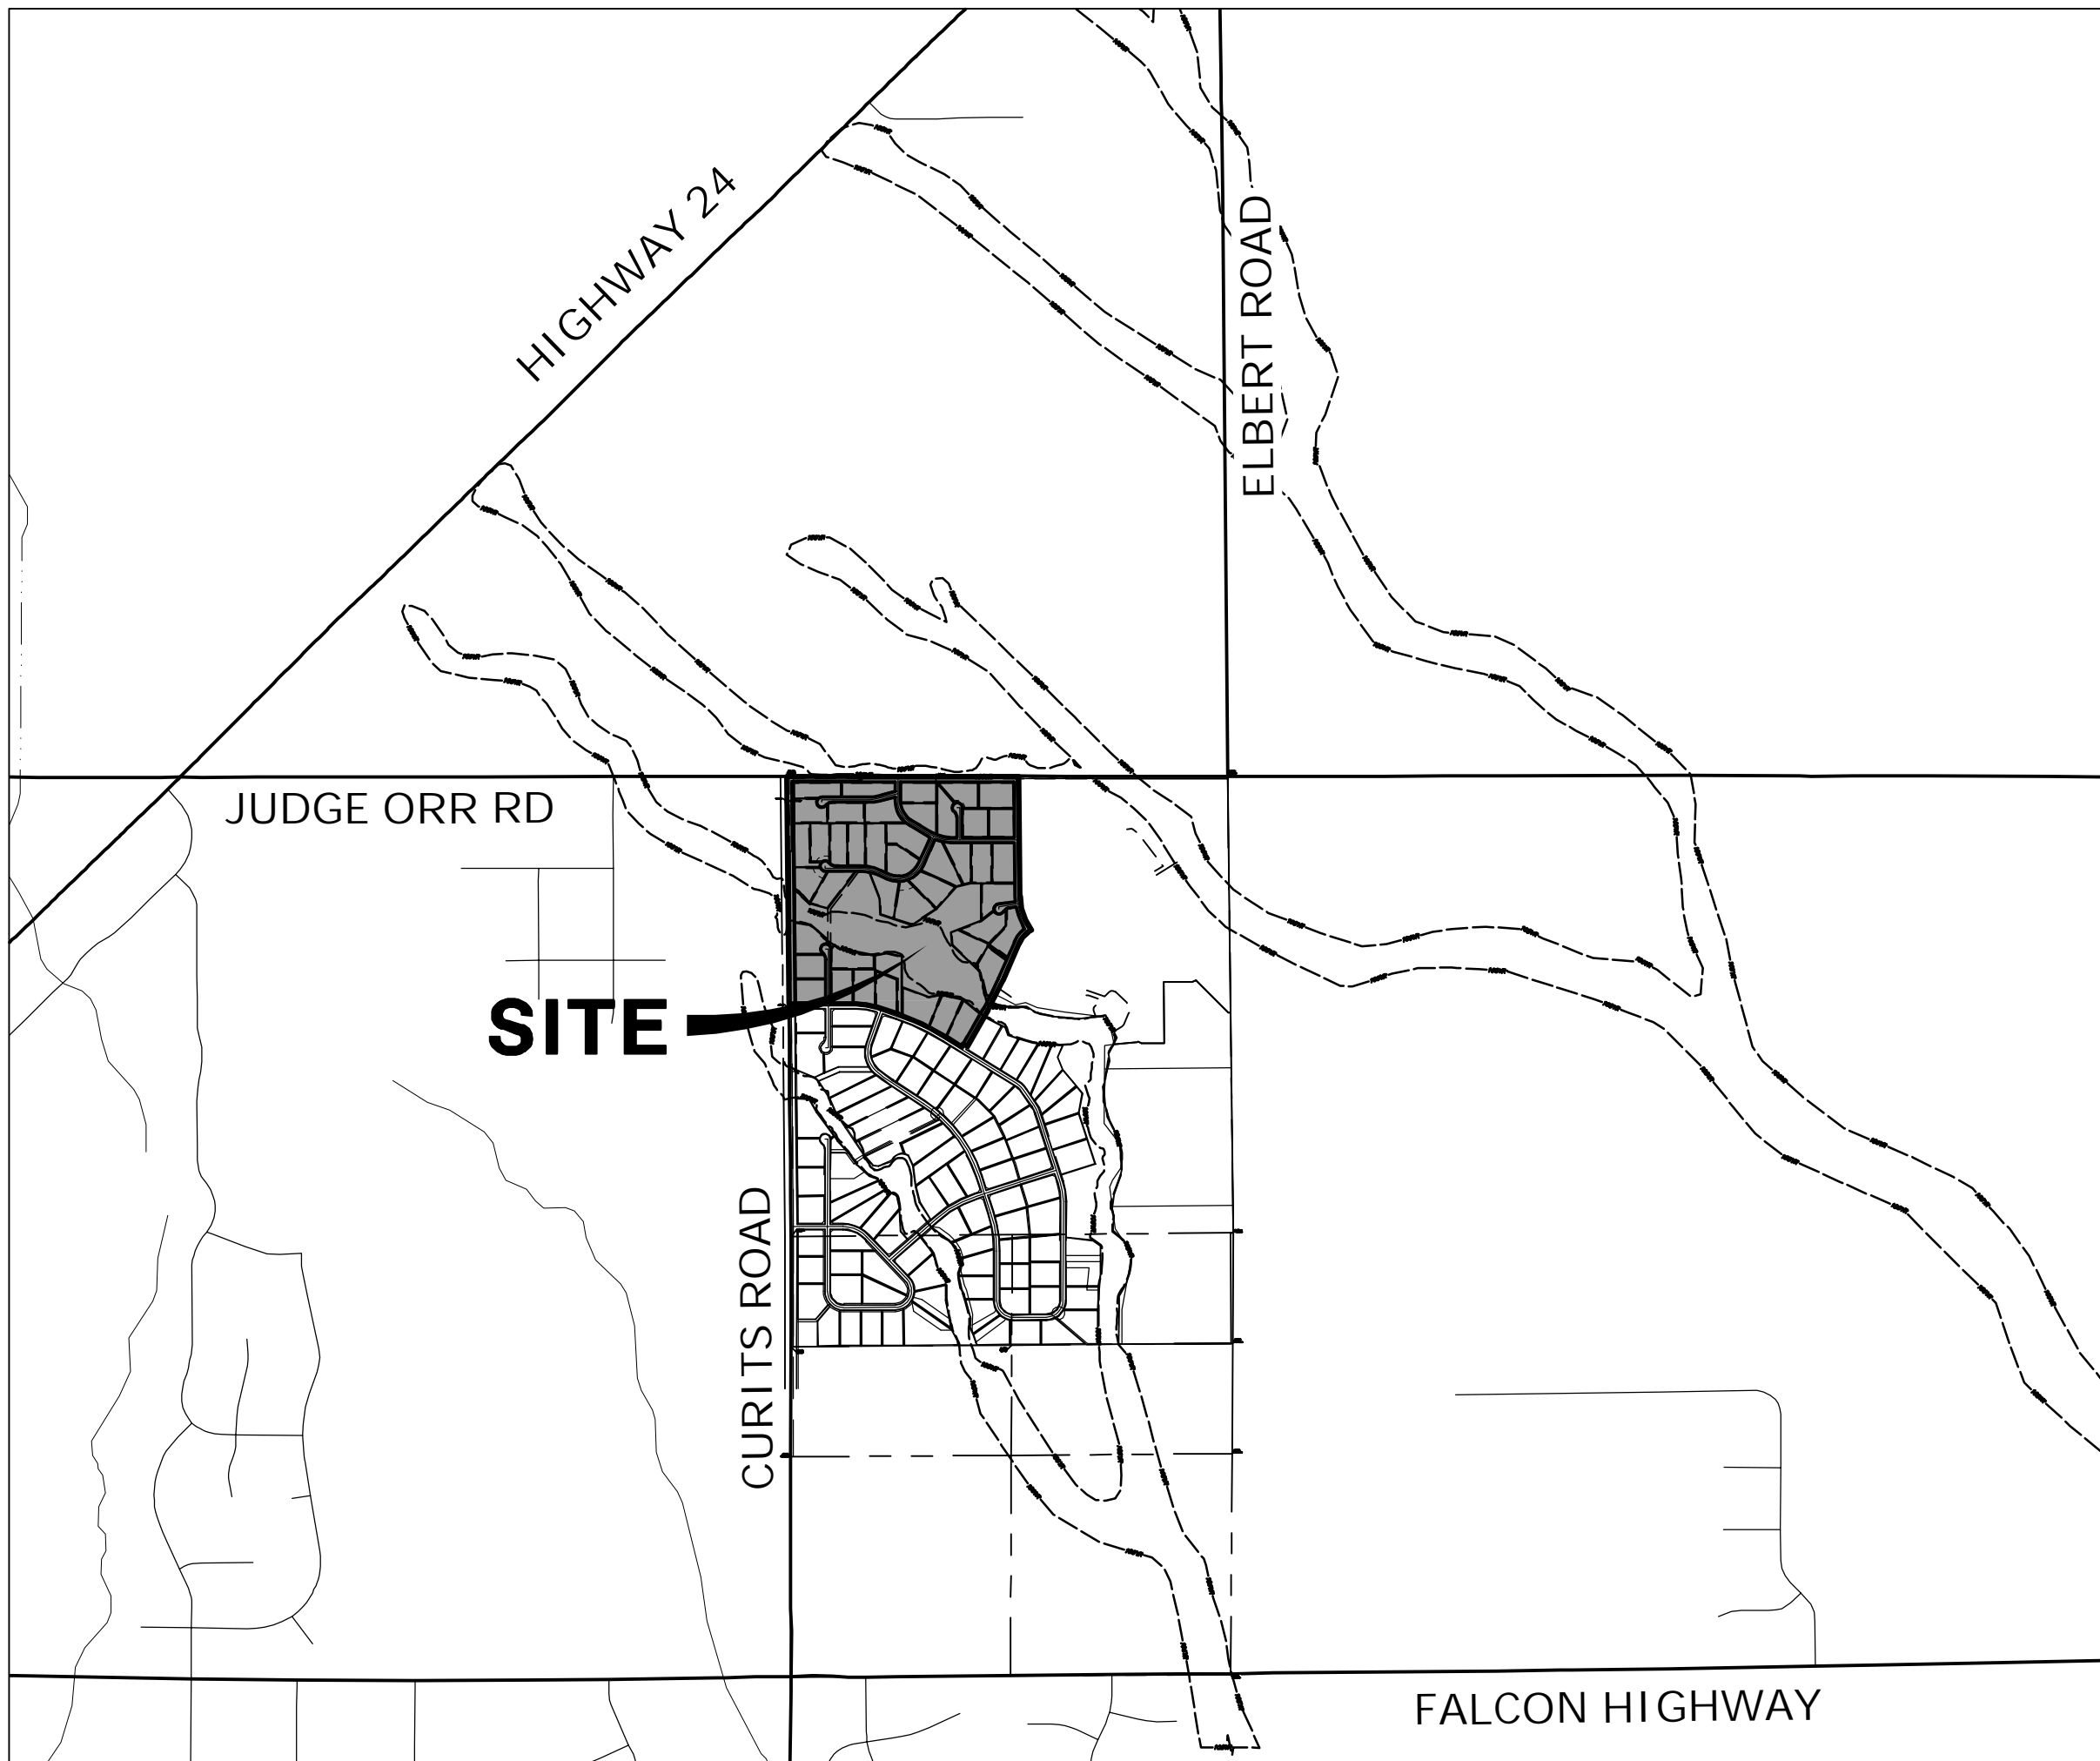 HIGHWAY 24
ELBERT ROAD
JUDGE ORR RD
SITE
CURITS ROAD
FALCON HIGHWAY